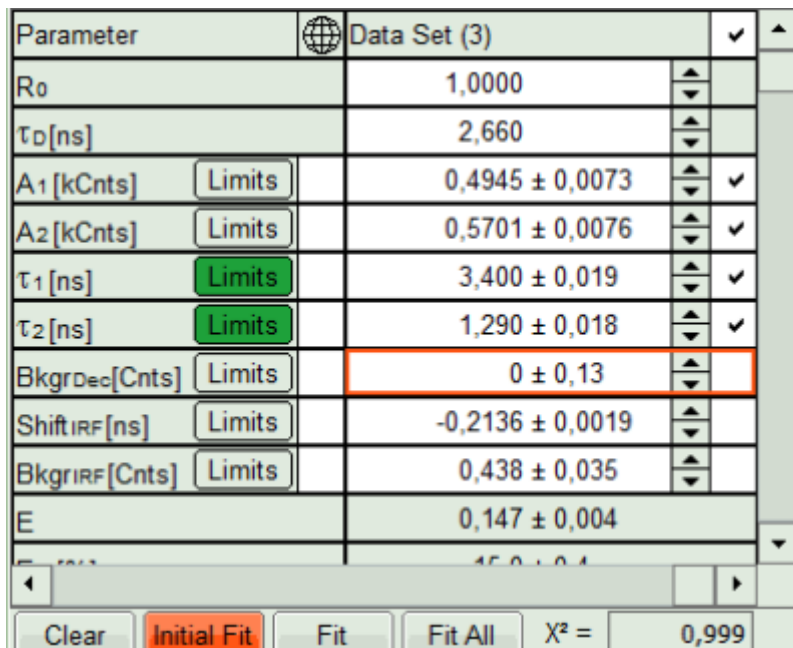 Parameter Data Set (3)
R0 1,0000
τD[ns] 2,660
A1[kCnts] Limits 0,4945 ± 0,0073
A2[kCnts] Limits 0,5701 ± 0,0076
τ1[ns] Limits 3,400 ± 0,019
τ2[ns] Limits 1,290 ± 0,018
BkgrDec[Cnts] Limits 0 ± 0,13
ShiftIRF[ns] Limits -0,2136 ± 0,0019
BkgrIRF[Cnts] Limits 0,438 ± 0,035
E 0,147 ± 0,004
Clear Initial Fit Fit Fit All X² = 0,999